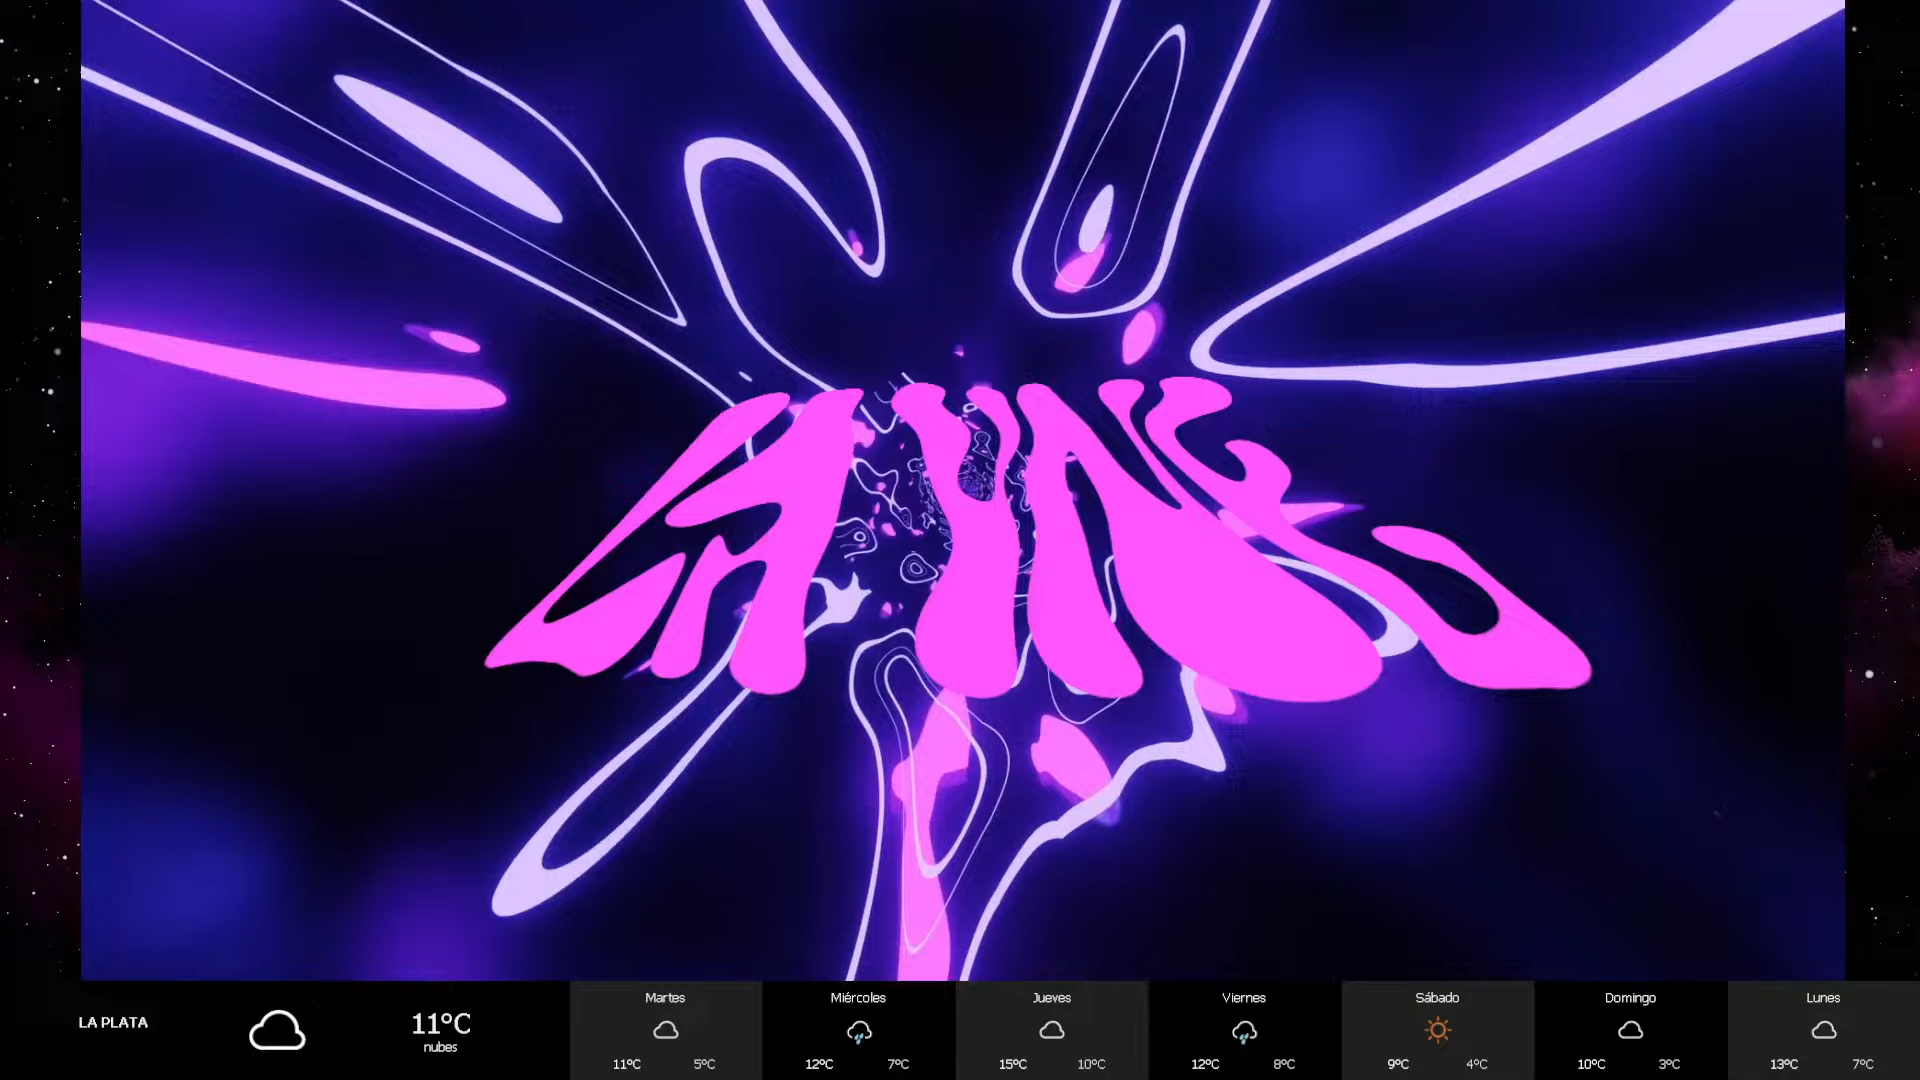 LA PLATA
11°C
nubes
Martes
11°C 5°C
Miércoles
12°C 7°C
Jueves
15°C 10°C
Viernes
12°C 8°C
Sábado
9°C 4°C
Domingo
10°C 3°C
Lunes
13°C 7°C